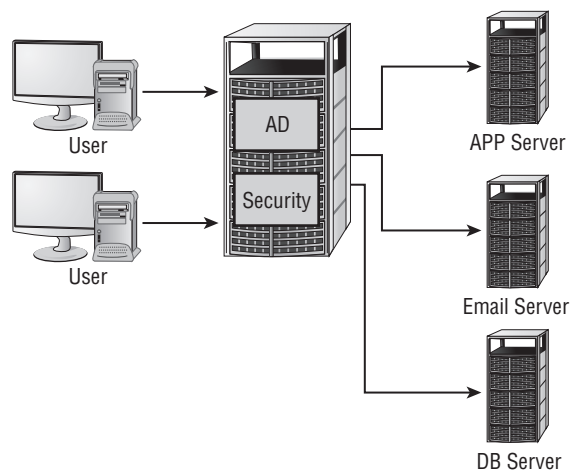 User
User
AD
Security
APP Server
Email Server
DB Server